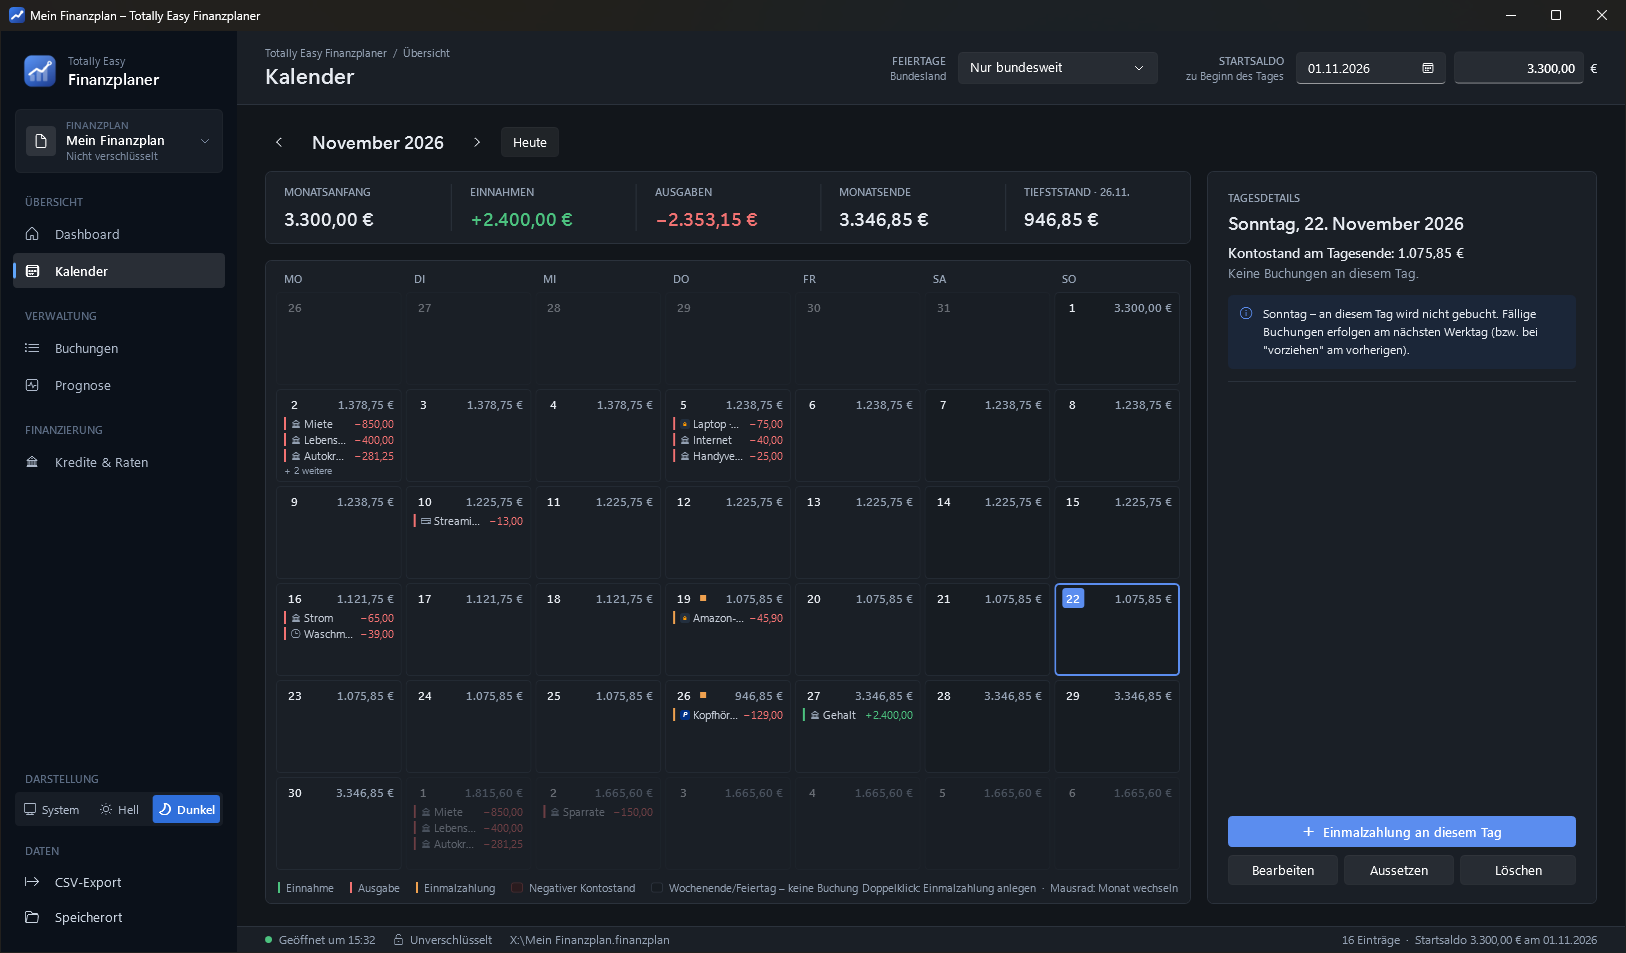 Mein Finanzplan – Totally Easy Finanzplaner
Totally Easy
Finanzplaner
FINANZPLAN
Mein Finanzplan
Nicht verschlüsselt
ÜBERSICHT
Dashboard
Kalender
VERWALTUNG
Buchungen
Prognose
FINANZIERUNG
Kredite & Raten
DARSTELLUNG
System Hell Dunkel
DATEN
CSV-Export
Speicherort
Totally Easy Finanzplaner / Übersicht
Kalender
FEIERTAGE
Bundesland
Nur bundesweit
STARTSALDO
zu Beginn des Tages
01.11.2026
3.300,00 €
November 2026
Heute
MONATSANFANG
3.300,00 €
EINNAHMEN
+2.400,00 €
AUSGABEN
−2.353,15 €
MONATSENDE
3.346,85 €
TIEFSTSTAND · 26.11.
946,85 €
MO DI MI DO FR SA SO
26 27 28 29 30 31 1 3.300,00 €
2 1.378,75 €
Miete −850,00
Lebens... −400,00
Autokr... −281,25
+ 2 weitere
3 1.378,75 €
4 1.378,75 €
5 1.238,75 €
Laptop -... −75,00
Internet −40,00
Handyve... −25,00
6 1.238,75 €
7 1.238,75 €
8 1.238,75 €
9 1.238,75 €
10 1.225,75 €
Streami... −13,00
11 1.225,75 €
12 1.225,75 €
13 1.225,75 €
14 1.225,75 €
15 1.225,75 €
16 1.121,75 €
Strom −65,00
Waschm... −39,00
17 1.121,75 €
18 1.121,75 €
19 1.075,85 €
Amazon-... −45,90
20 1.075,85 €
21 1.075,85 €
22 1.075,85 €
23 1.075,85 €
24 1.075,85 €
25 1.075,85 €
26 946,85 €
Kopfhör... −129,00
27 3.346,85 €
Gehalt +2.400,00
28 3.346,85 €
29 3.346,85 €
30 3.346,85 €
1 1.815,60 €
Miete −850,00
Lebens... −400,00
Autokr... −281,25
2 1.665,60 €
Sparrate −150,00
3 1.665,60 €
4 1.665,60 €
5 1.665,60 €
6 1.665,60 €
Einnahme Ausgabe Einmalzahlung Negativer Kontostand Wochenende/Feiertag – keine Buchung Doppelklick: Einmalzahlung anlegen · Mausrad: Monat wechseln
TAGESDETAILS
Sonntag, 22. November 2026
Kontostand am Tagesende: 1.075,85 €
Keine Buchungen an diesem Tag.
Sonntag – an diesem Tag wird nicht gebucht. Fällige
Buchungen erfolgen am nächsten Werktag (bzw. bei
"vorziehen" am vorherigen).
+ Einmalzahlung an diesem Tag
Bearbeiten Aussetzen Löschen
Geöffnet um 15:32 Unverschlüsselt X:\Mein Finanzplan.finanzplan
16 Einträge · Startsaldo 3.300,00 € am 01.11.2026